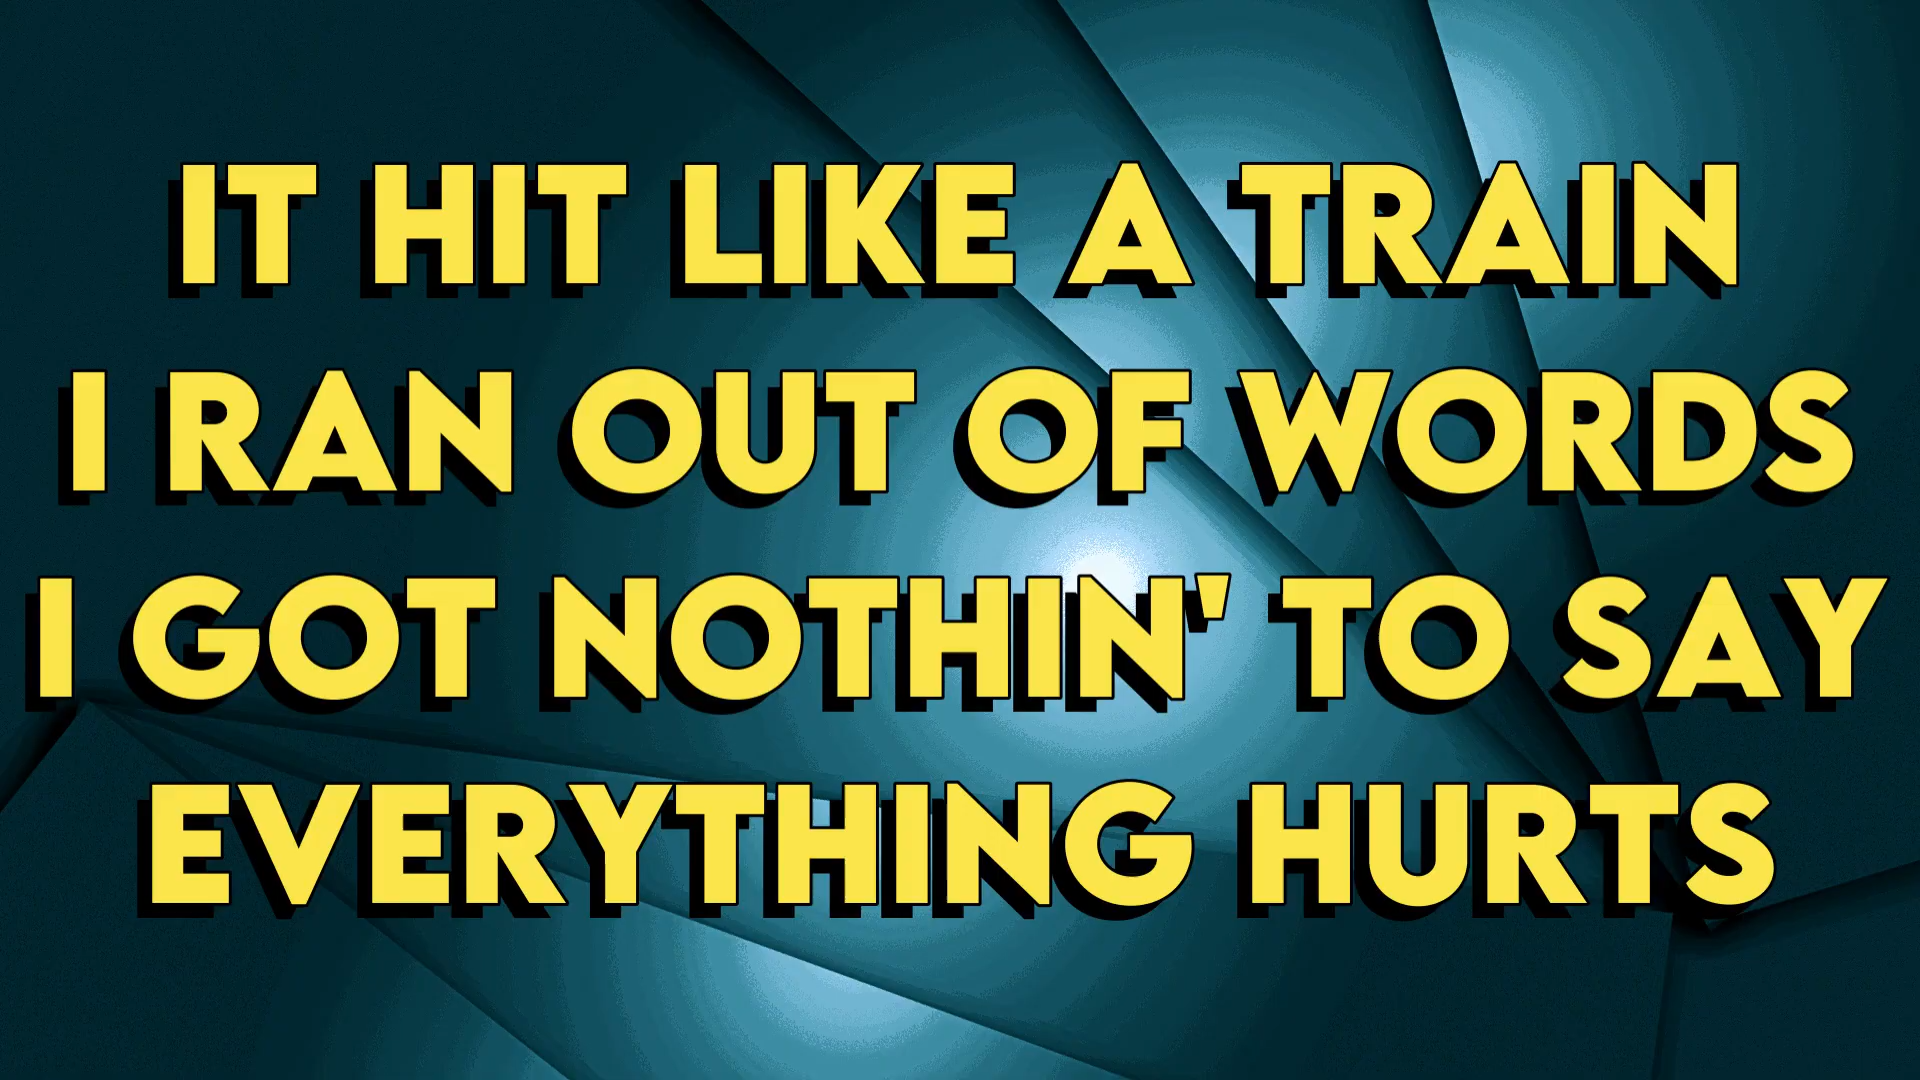 IT HIT LIKE A TRAIN
I RAN OUT OF WORDS
I GOT NOTHIN' TO SAY
EVERYTHING HURTS